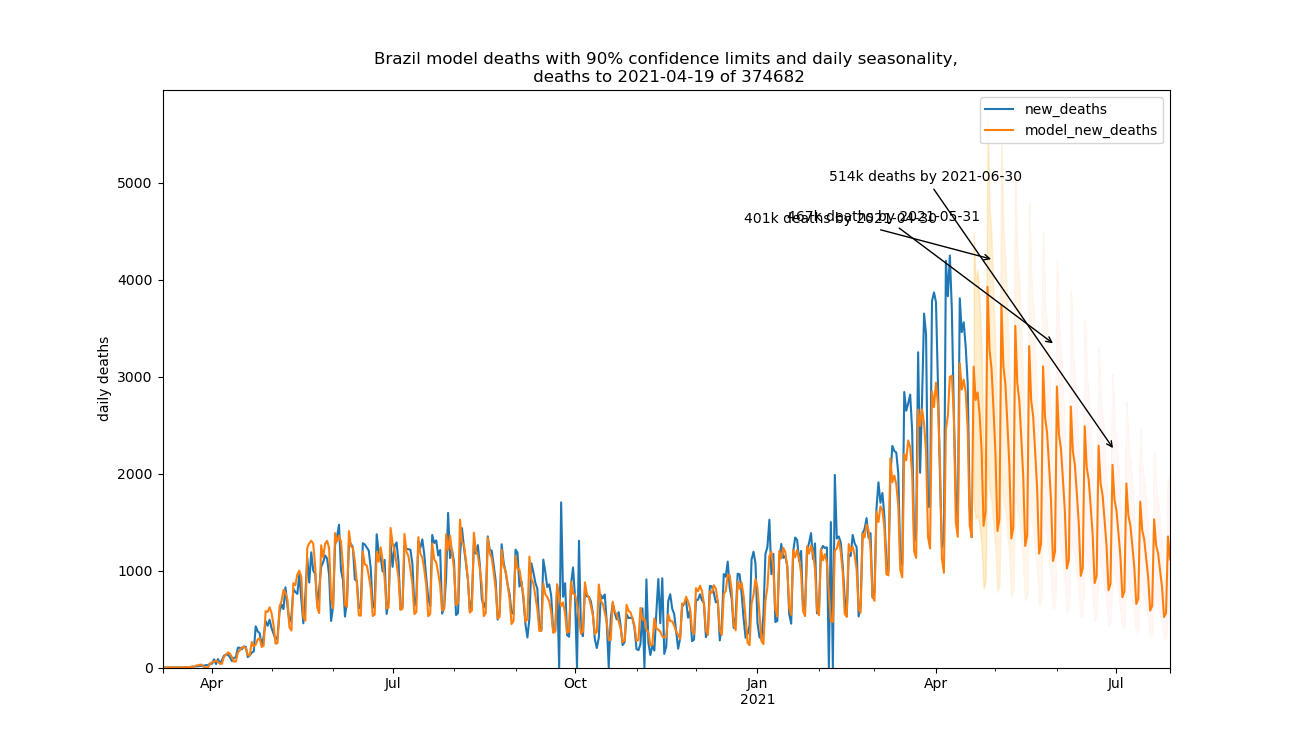 Brazil model deaths with 90% confidence limits and daily seasonality,
deaths to 2021-04-19 of 374682
new_deaths
model_new_deaths
514k deaths by 2021-06-30
467k deaths by 2021-05-31
401k deaths by 2021-04-30
daily deaths
5000
4000
3000
2000
1000
0
Apr
Jul
Oct
Jan
2021
Apr
Jul